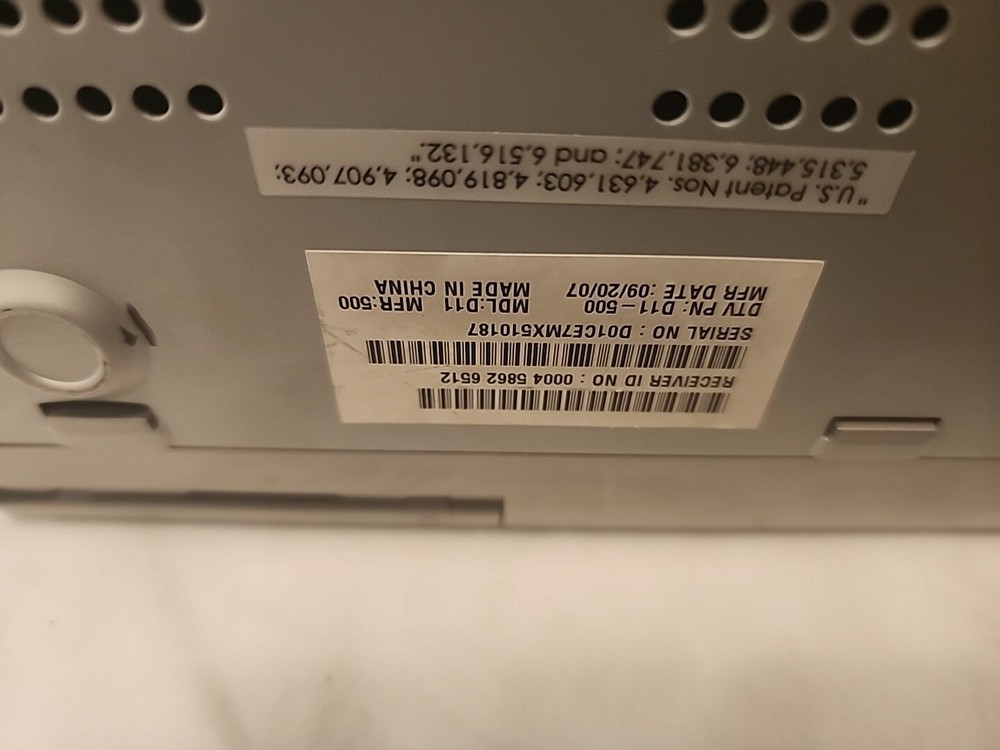 "U.S. Patent Nos. 4,631,603; 4,819,098; 4,907,093;
5,315,448; 6,381,747; and 6,516,132."
RECEIVER ID NO : 0004 5862 6512
SERIAL NO : D01CE7MX510187
DTV PN: D11-500 MDL:D11 MFR:500
MFR DATE :09/20/07 MADE IN CHINA